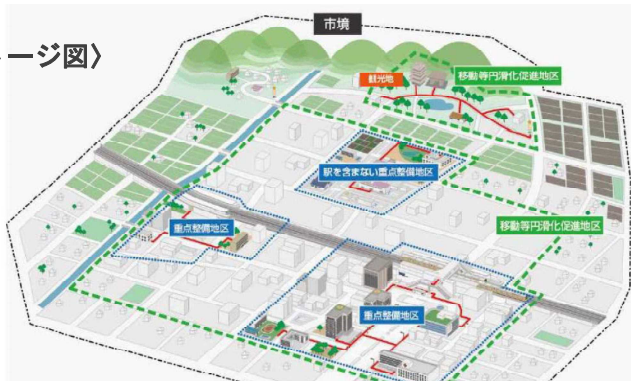 市境
ージ図〉
観光地
移動等円滑化促進地区
駅を含まない重点整備地区
重点整備地区
移動等円滑化促進地区
重点整備地区